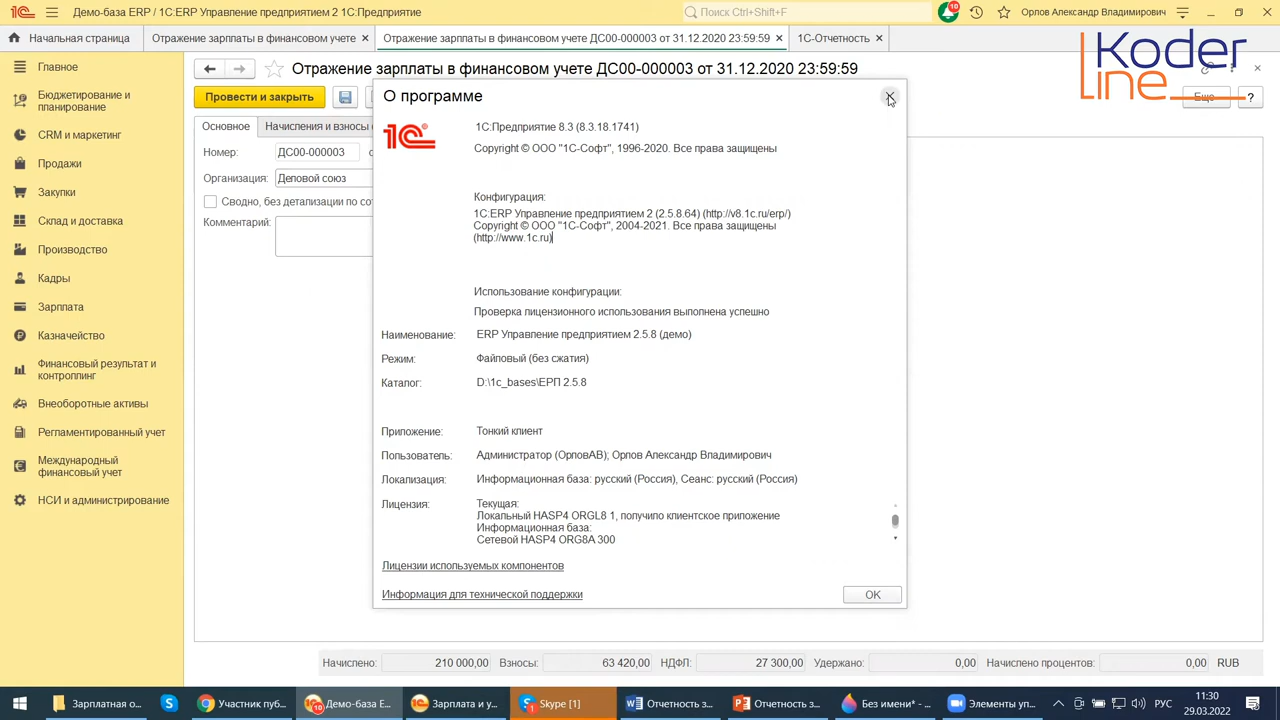 Демо-база ERP / 1С:ERP Управление предприятием 2 1С:Предприятие
Поиск Ctrl+Shift+F
10
Орлов Александр Владимирович
Начальная страница
Отражение зарплаты в финансовом учете ×
Отражение зарплаты в финансовом учете ДС00-000003 от 31.12.2020 23:59:59 ×
1С-Отчетность ×
Koder line
Главное
Бюджетирование и
планирование
CRM и маркетинг
Продажи
Закупки
Склад и доставка
Производство
Кадры
Зарплата
Казначейство
Финансовый результат и
контроллинг
Внеоборотные активы
Регламентированный учет
Международный
финансовый учет
НСИ и администрирование
Отражение зарплаты в финансовом учете ДС00-000003 от 31.12.2020 23:59:59
Провести и закрыть
Еще
?
Основное
Начисления и взносы (
Номер: ДС00-000003
Организация: Деловой союз
Сводно, без детализации по сот
Комментарий:
О программе
1С
1С:Предприятие 8.3 (8.3.18.1741)
Copyright © ООО "1С-Софт", 1996-2020. Все права защищены
Конфигурация:
1С:ERP Управление предприятием 2 (2.5.8.64) (http://v8.1c.ru/erp/)
Copyright © ООО "1С-Софт", 2004-2021. Все права защищены
(http://www.1c.ru)
Использование конфигурации:
Проверка лицензионного использования выполнена успешно
Наименование: ERP Управление предприятием 2.5.8 (демо)
Режим: Файловый (без сжатия)
Каталог: D:\1c_bases\ЕРП 2.5.8
Приложение: Тонкий клиент
Пользователь: Администратор (ОрловАВ); Орлов Александр Владимирович
Локализация: Информационная база: русский (Россия), Сеанс: русский (Россия)
Лицензия: Текущая:
Локальный HASP4 ORGL8 1, получило клиентское приложение
Информационная база:
Сетевой HASP4 ORG8A 300
Лицензии используемых компонентов
Информация для технической поддержки
OK
Начислено: 210 000,00 Взносы: 63 420,00 НДФЛ: 27 300,00 Удержано: 0,00 Начислено процентов: 0,00 RUB
Зарплатная о...
Участник пуб...
Демо-база Е...
Зарплата и у...
Skype [1]
Отчетность з...
Отчетность з...
Без имени* -...
Элементы уп...
РУС
11:30
29.03.2022